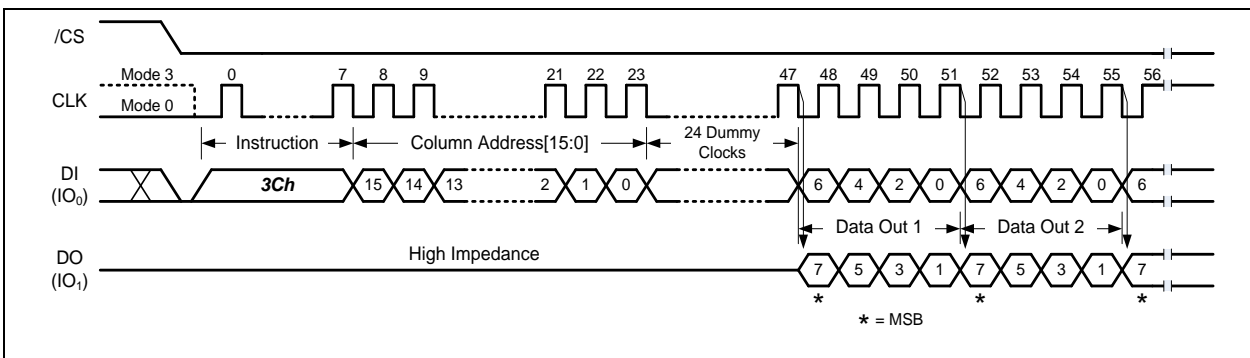 /CS
Mode 3 0 7 8 9 21 22 23 47 48 49 50 51 52 53 54 55 56
CLK
Mode 0
Instruction Column Address[15:0] 24 Dummy Clocks
DI (IO0)
3Ch 15 14 13 2 1 0 6 4 2 0 6 4 2 0 6
Data Out 1 Data Out 2
DO (IO1)
High Impedance
7 5 3 1 7 5 3 1 7
* * *
* = MSB